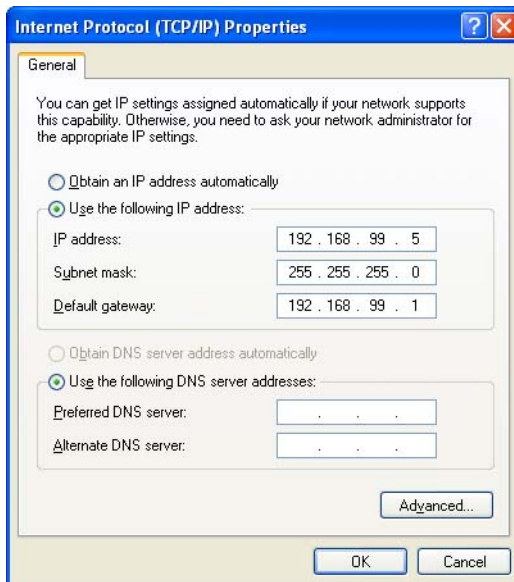 Internet Protocol (TCP/IP) Properties
General
You can get IP settings assigned automatically if your network supports
this capability. Otherwise, you need to ask your network administrator for
the appropriate IP settings.
Obtain an IP address automatically
Use the following IP address:
IP address: 192 . 168 . 99 . 5
Subnet mask: 255 . 255 . 255 . 0
Default gateway: 192 . 168 . 99 . 1
Obtain DNS server address automatically
Use the following DNS server addresses:
Preferred DNS server: . . .
Alternate DNS server: . . .
Advanced...
OK Cancel